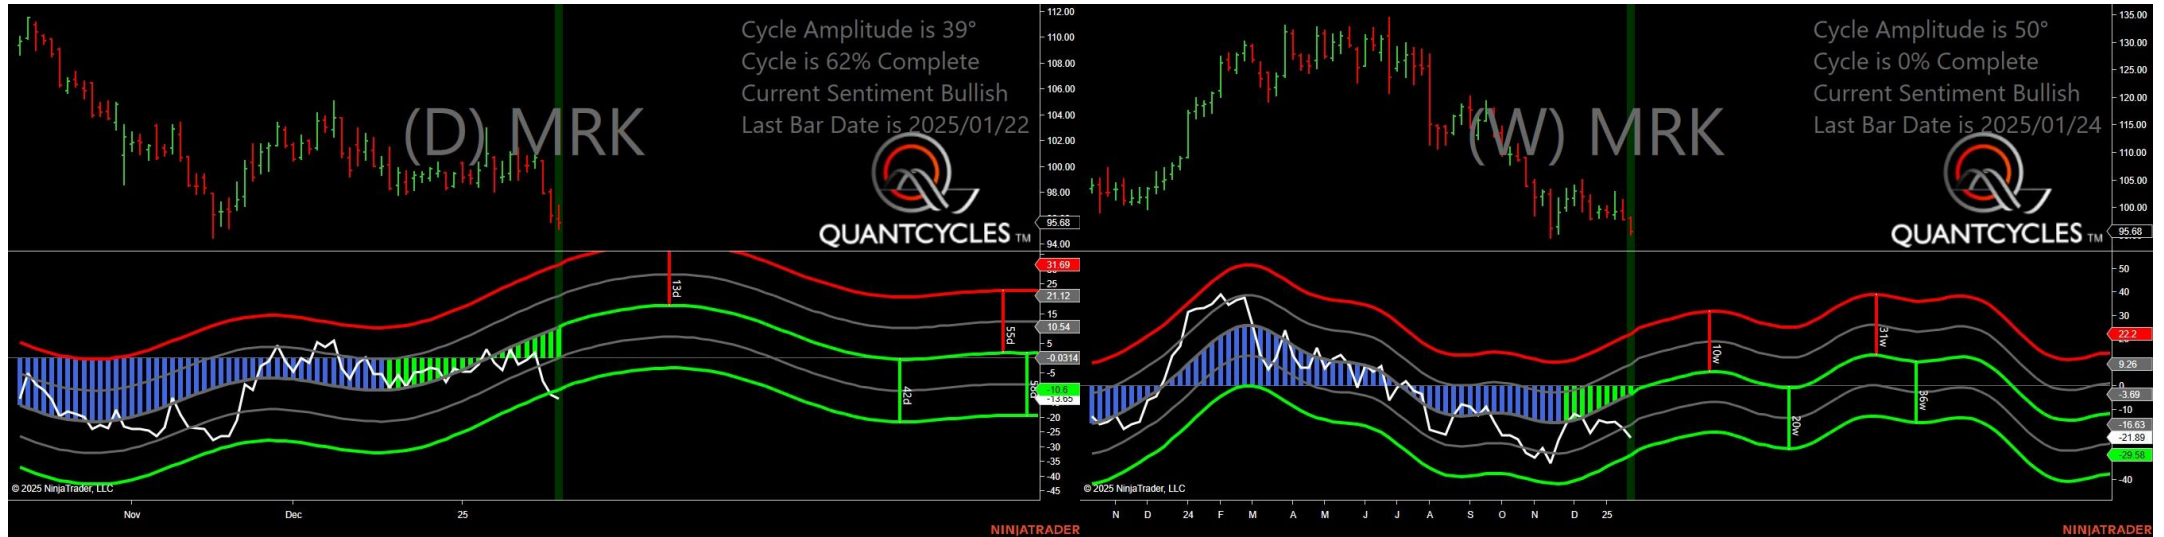 Cycle Amplitude is 39°
Cycle is 62% Complete
Current Sentiment Bullish
Last Bar Date is 2025/01/22
(D) MRK
QUANTCYCLES TM
112.00
110.00
108.00
106.00
104.00
102.00
100.00
98.00
95.68
94.00
31.69
25
21.12
15
10.54
5
-0.0314
-5
-10.6
-13.65
-20
-25
-30
-35
-40
-45
13d
42d
55d
© 2025 NinjaTrader, LLC
Nov
Dec
25
NINJATRADER
Cycle Amplitude is 50°
Cycle is 0% Complete
Current Sentiment Bullish
Last Bar Date is 2025/01/24
(W) MRK
QUANTCYCLES TM
135.00
130.00
125.00
120.00
115.00
110.00
105.00
100.00
95.68
50
40
30
22.2
9.26
0
-3.69
-10
-16.63
-21.89
-29.58
-40
10w
20w
31w
36w
© 2025 NinjaTrader, LLC
N D 24 F M A M J J A S O N D 25
NINJATRADER